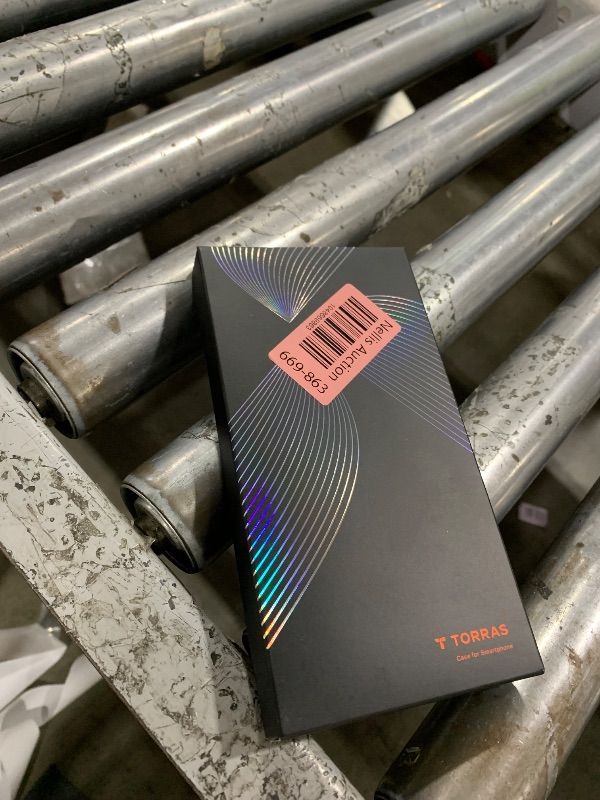 Nellis Auction
669-863
TORRAS
Case for Smartphone